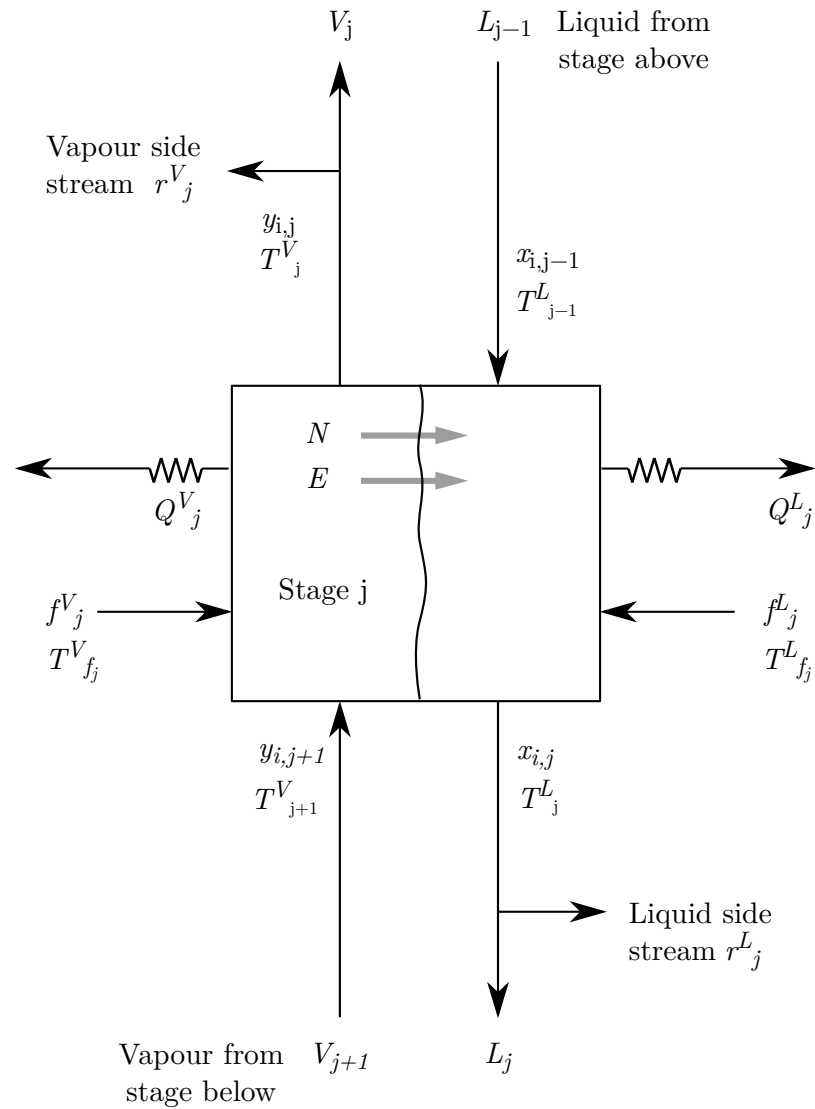 V_j L_{j−1} Liquid from
stage above
Vapour side
stream r^V_j
y_{i,j}
T^V_j
x_{i,j−1}
T^L_{j−1}
N
E
Q^V_j Q^L_j
Stage j
f^V_j f^L_j
T^V_{f_j} T^L_{f_j}
y_{i,j+1} x_{i,j}
T^V_{j+1} T^L_j
Liquid side
stream r^L_j
Vapour from V_{j+1} L_j
stage below